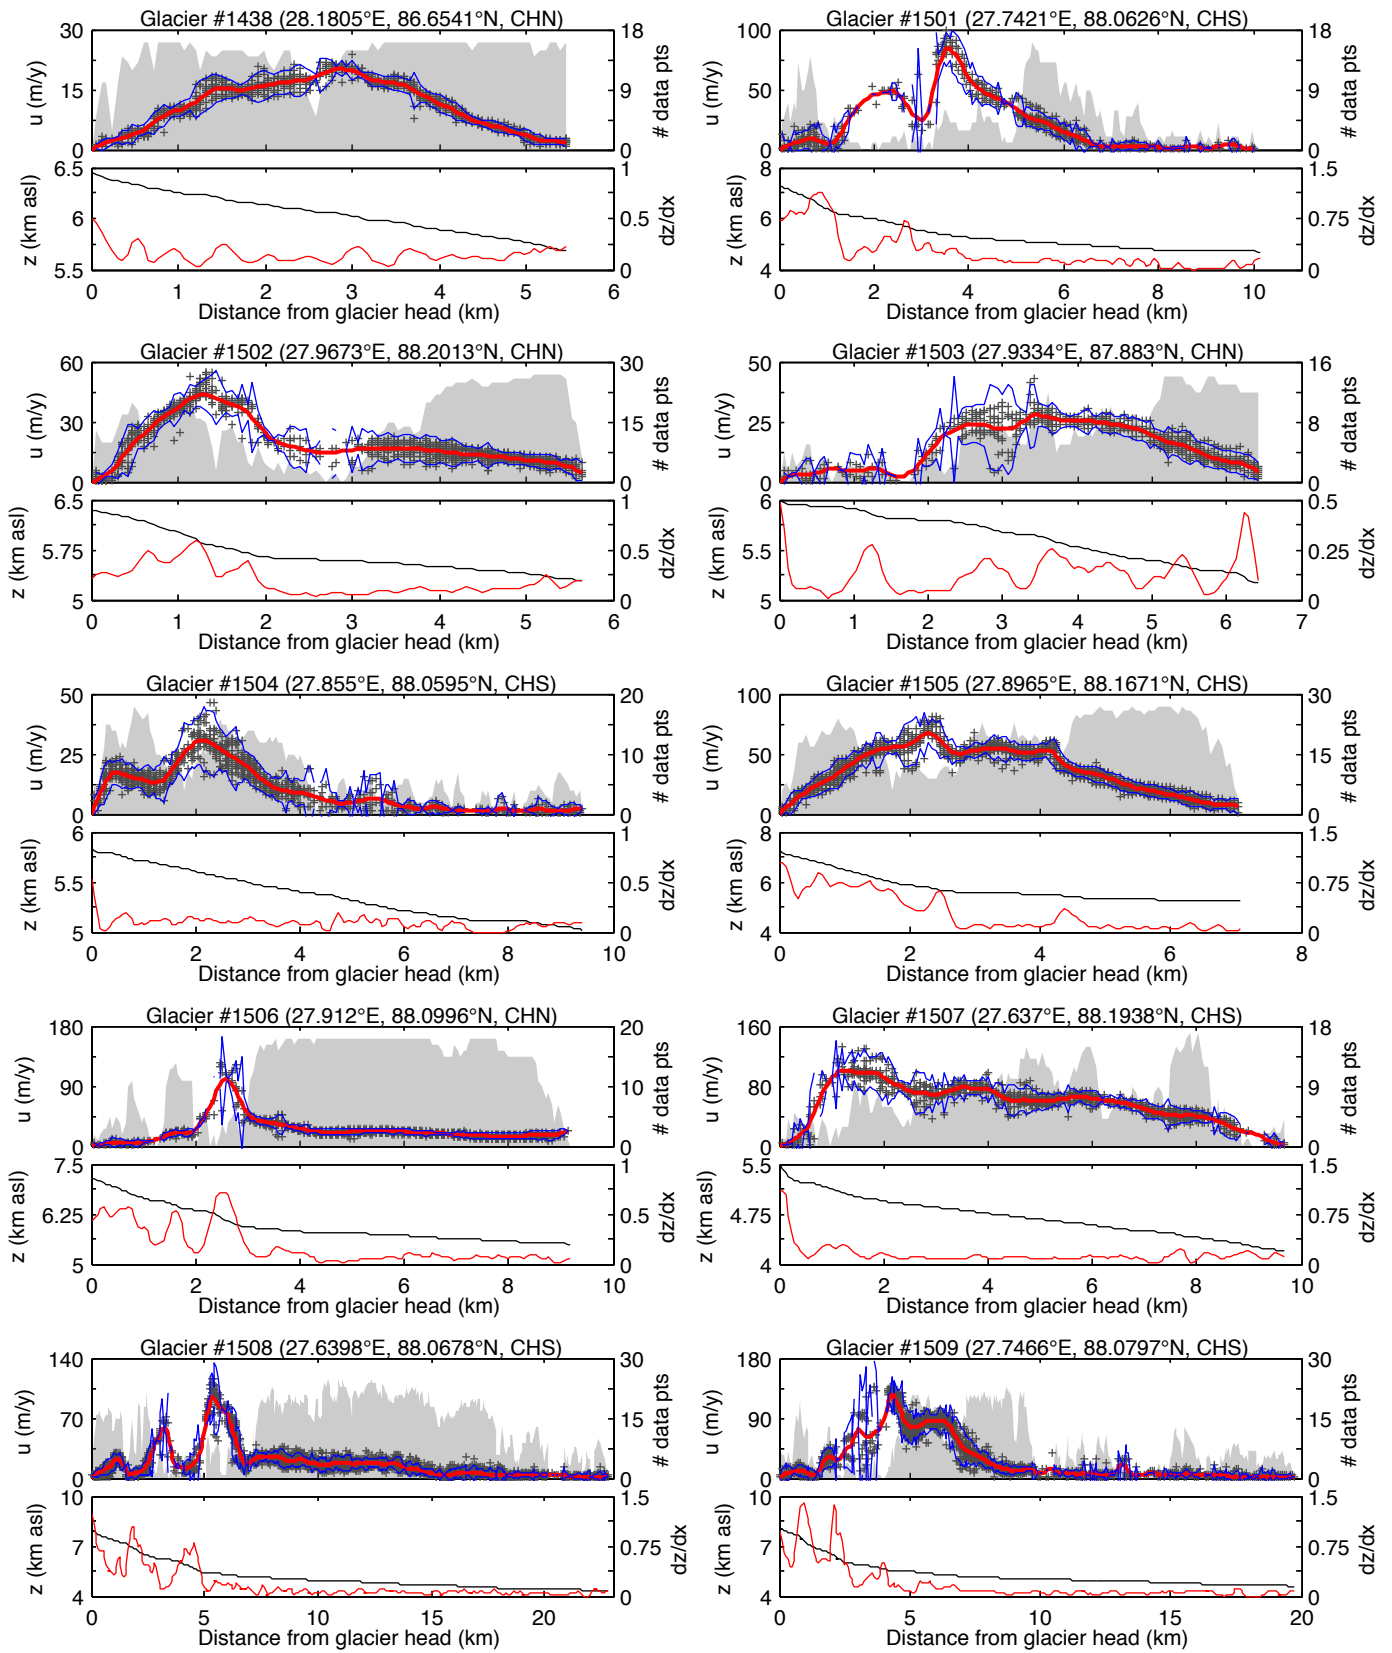 Glacier #1438 (28.1805°E, 86.6541°N, CHN)
30 15 0
u (m/y)
18 9 0
# data pts
6.5 6 5.5
z (km asl)
1 0.5 0
dz/dx
0 1 2 3 4 5 6
Distance from glacier head (km)
Glacier #1501 (27.7421°E, 88.0626°N, CHS)
100 50 0
u (m/y)
18 9 0
# data pts
8 6 4
z (km asl)
1.5 0.75 0
dz/dx
0 2 4 6 8 10
Distance from glacier head (km)
Glacier #1502 (27.9673°E, 88.2013°N, CHN)
60 30 0
u (m/y)
30 15 0
# data pts
6.5 5.75 5
z (km asl)
1 0.5 0
dz/dx
0 1 2 3 4 5 6
Distance from glacier head (km)
Glacier #1503 (27.9334°E, 87.883°N, CHN)
50 25 0
u (m/y)
16 8 0
# data pts
6 5.5 5
z (km asl)
0.5 0.25 0
dz/dx
0 1 2 3 4 5 6 7
Distance from glacier head (km)
Glacier #1504 (27.855°E, 88.0595°N, CHS)
50 25 0
u (m/y)
20 10 0
# data pts
6 5.5 5
z (km asl)
1 0.5 0
dz/dx
0 2 4 6 8 10
Distance from glacier head (km)
Glacier #1505 (27.8965°E, 88.1671°N, CHS)
100 50 0
u (m/y)
30 15 0
# data pts
8 6 4
z (km asl)
1.5 0.75 0
dz/dx
0 2 4 6 8
Distance from glacier head (km)
Glacier #1506 (27.912°E, 88.0996°N, CHN)
180 90 0
u (m/y)
20 10 0
# data pts
7.5 6.25 5
z (km asl)
1 0.5 0
dz/dx
0 2 4 6 8 10
Distance from glacier head (km)
Glacier #1507 (27.637°E, 88.1938°N, CHS)
160 80 0
u (m/y)
18 9 0
# data pts
5.5 4.75 4
z (km asl)
1.5 0.75 0
dz/dx
0 2 4 6 8 10
Distance from glacier head (km)
Glacier #1508 (27.6398°E, 88.0678°N, CHS)
140 70 0
u (m/y)
30 15 0
# data pts
10 7 4
z (km asl)
1.5 0.75 0
dz/dx
0 5 10 15 20
Distance from glacier head (km)
Glacier #1509 (27.7466°E, 88.0797°N, CHS)
180 90 0
u (m/y)
30 15 0
# data pts
10 7 4
z (km asl)
1.5 0.75 0
dz/dx
0 5 10 15 20
Distance from glacier head (km)